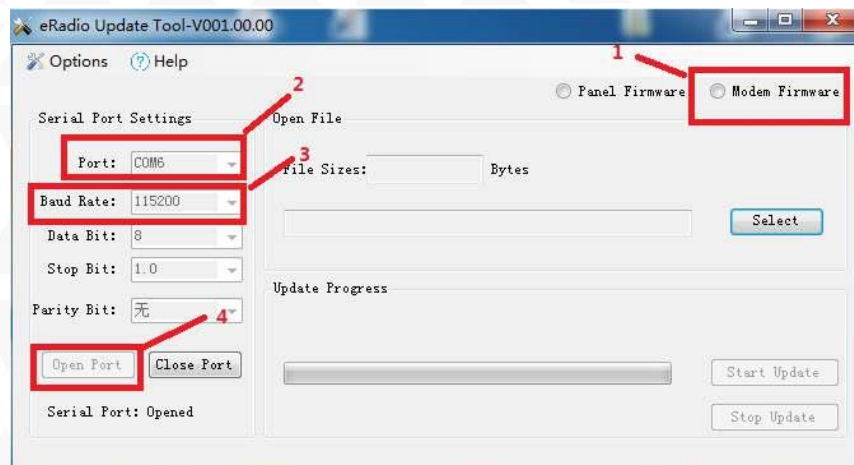 eRadio Update Tool-V001.00.00
Options Help
1
2
Panel Firmware Modem Firmware
Serial Port Settings
Port: COM6
3
Baud Rate: 115200
Data Bit: 8
Stop Bit: 1.0
Parity Bit: 无
4
Open Port Close Port
Serial Port: Opened
Open File
File Sizes: Bytes
Select
Update Progress
Start Update
Stop Update